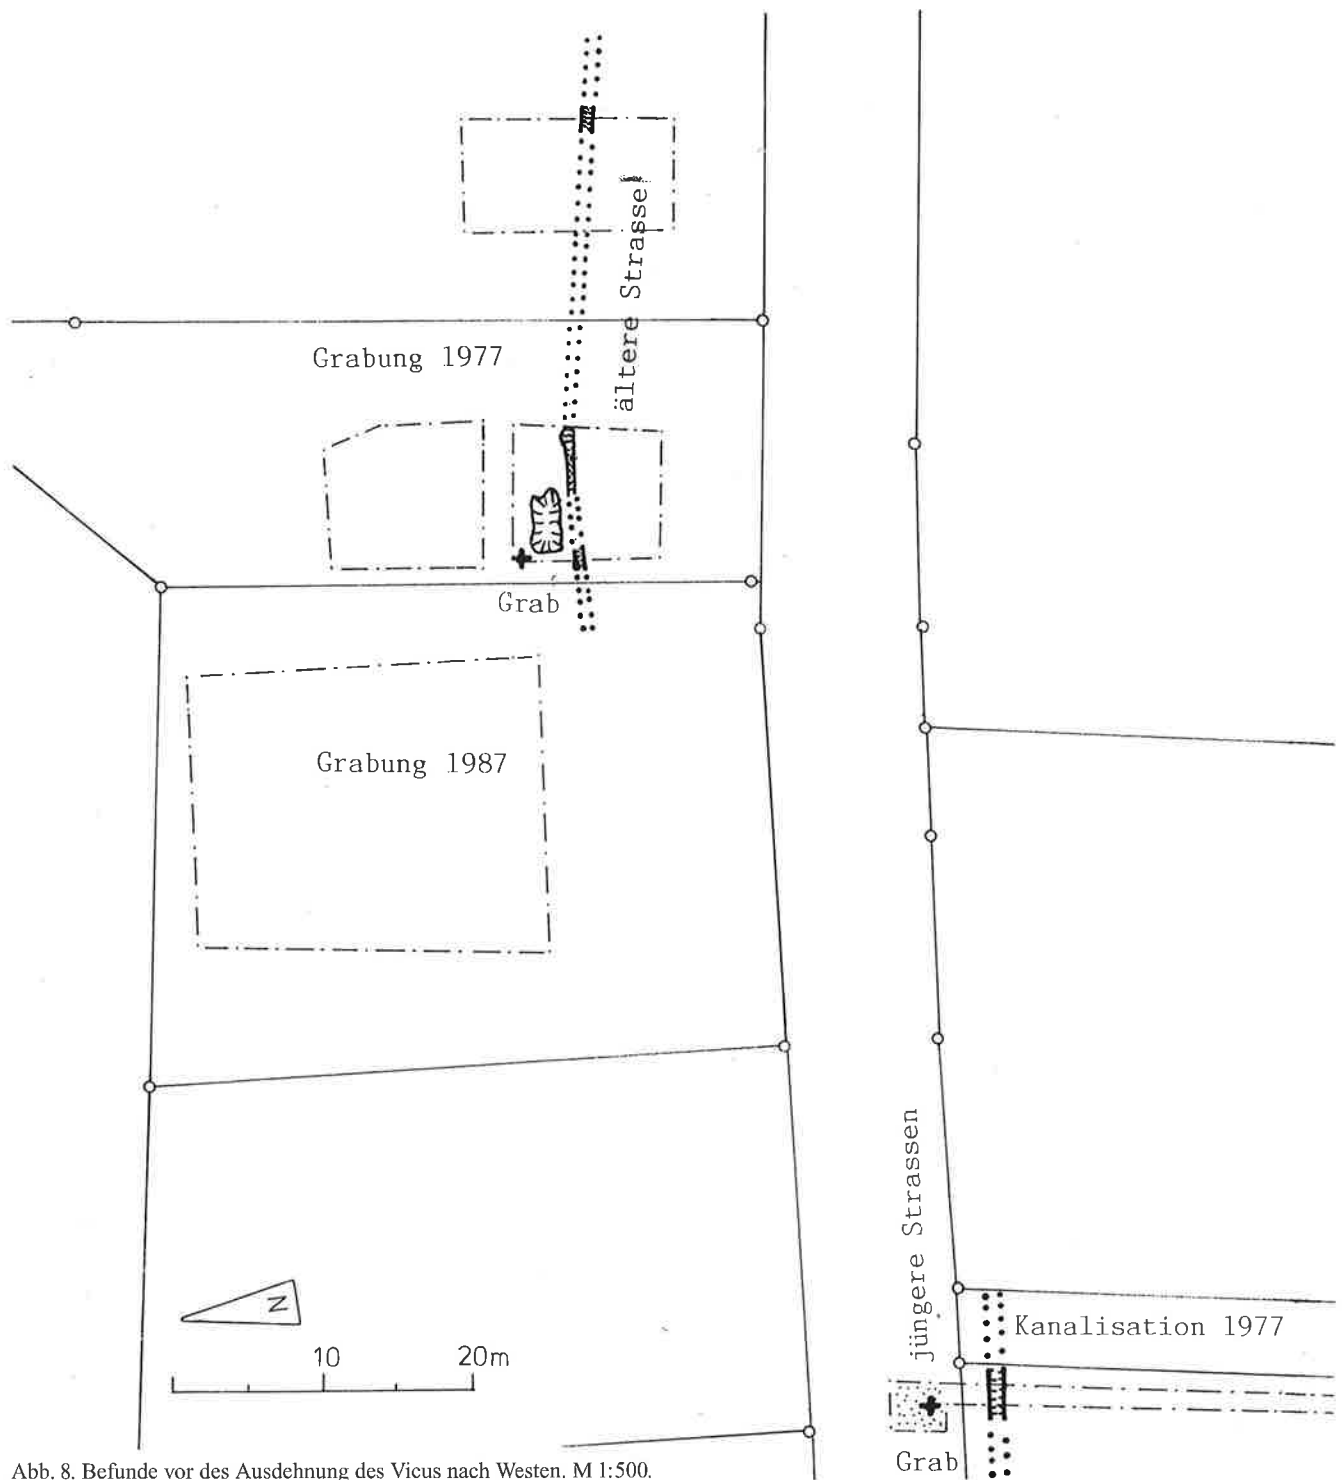 ältere Strasse
Grabung 1977
Grab
Grabung 1987
jüngere Strassen
N
10
20m
Kanalisation 1977
Grab
Abb. 8. Befunde vor des Ausdehnung des Vicus nach Westen. M 1:500.